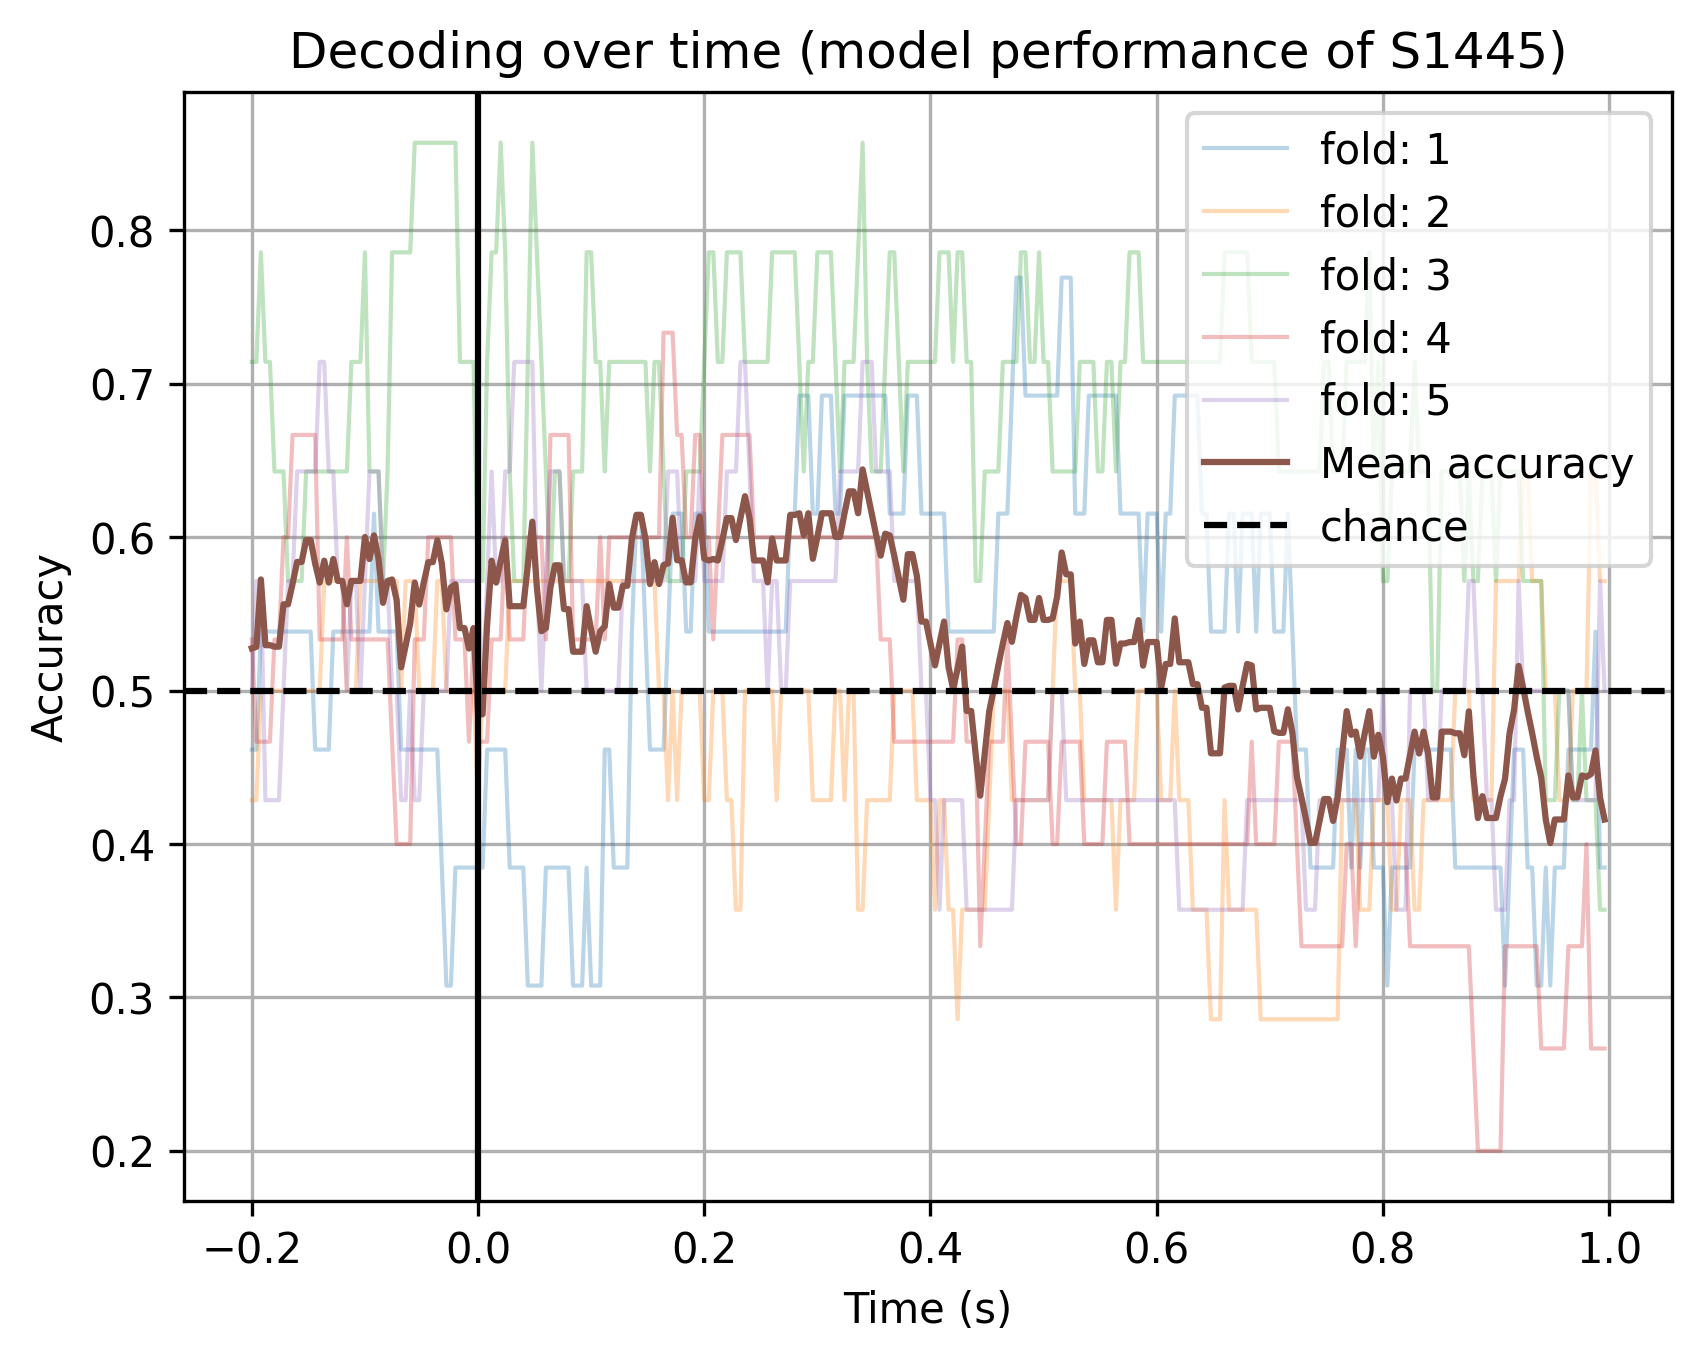 Decoding over time (model performance of S1445)
fold: 1
fold: 2
fold: 3
fold: 4
fold: 5
Mean accuracy
chance
Accuracy
0.8
0.7
0.6
0.5
0.4
0.3
0.2
−0.2 0.0 0.2 0.4 0.6 0.8 1.0
Time (s)